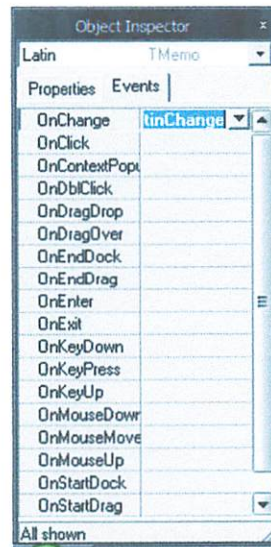 Object Inspector x
Latin TMemo
Properties Events
OnChange tinChange
OnClick
OnContextPopu
OnDblClick
OnDragDrop
OnDragOver
OnEndDock
OnEndDrag
OnEnter
OnExit
OnKeyDown
OnKeyPress
OnKeyUp
OnMouseDowr
OnMouseMove
OnMouseUp
OnStartDock
OnStartDrag
All shown